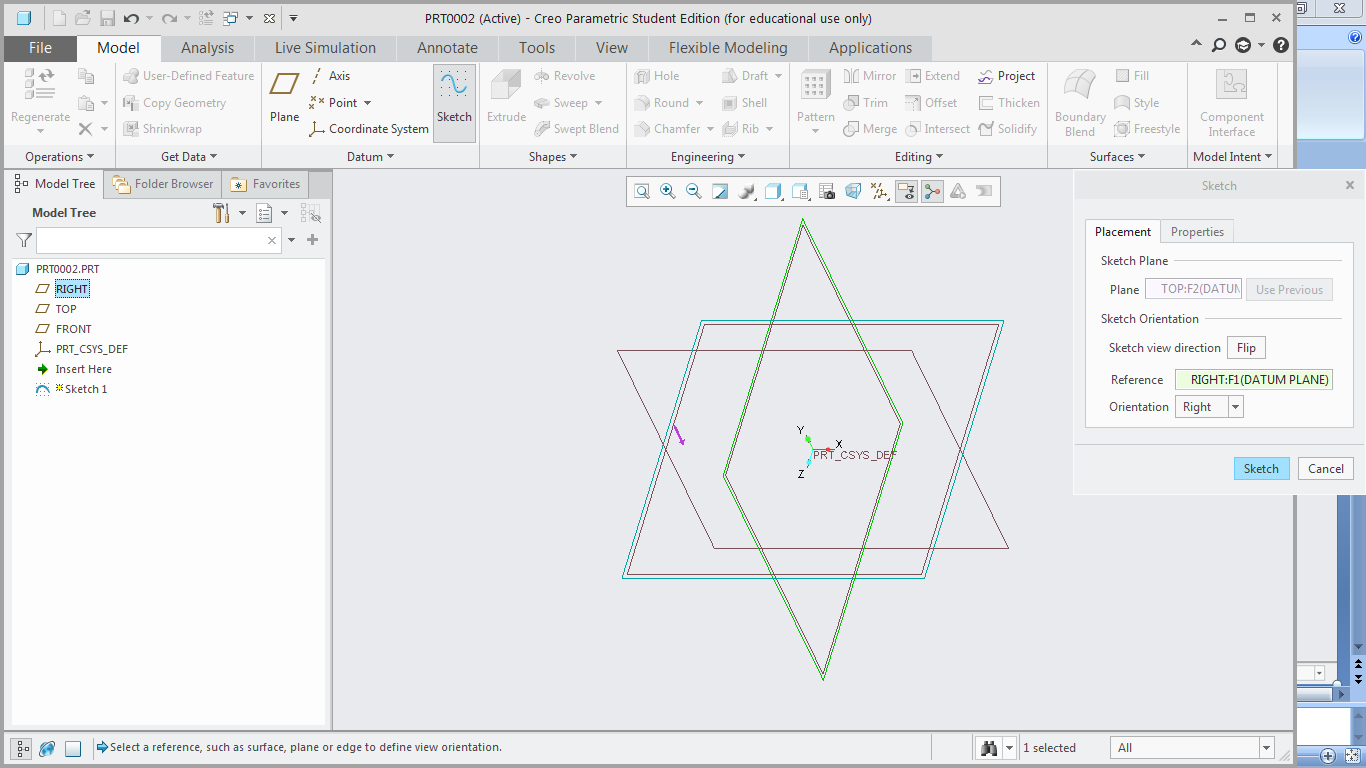 PRT0002 (Active) - Creo Parametric Student Edition (for educational use only)
File Model Analysis Live Simulation Annotate Tools View Flexible Modeling Applications
Regenerate
User-Defined Feature
Copy Geometry
Shrinkwrap
Plane
Axis
Point
Coordinate System
Sketch
Extrude
Revolve
Sweep
Swept Blend
Hole
Round
Chamfer
Draft
Shell
Rib
Pattern
Mirror
Trim
Merge
Extend
Offset
Intersect
Project
Thicken
Solidify
Boundary
Blend
Fill
Style
Freestyle
Component
Interface
Operations Get Data Datum Shapes Engineering Editing Surfaces Model Intent
Model Tree Folder Browser Favorites
Model Tree
PRT0002.PRT
RIGHT
TOP
FRONT
PRT_CSYS_DEF
Insert Here
Sketch 1
Y
X
PRT_CSYS_DEF
Z
Sketch
Placement Properties
Sketch Plane
Plane TOP:F2(DATUN Use Previous
Sketch Orientation
Sketch view direction Flip
Reference RIGHT:F1(DATUM PLANE)
Orientation Right
Sketch Cancel
Select a reference, such as surface, plane or edge to define view orientation.
1 selected
All